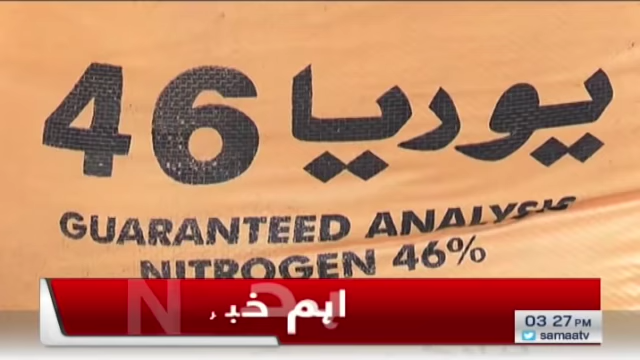 46 یوریا
GUARANTEED ANALYSIS
NITROGEN 46%
اہم خبر
03:27 PM
samaatv